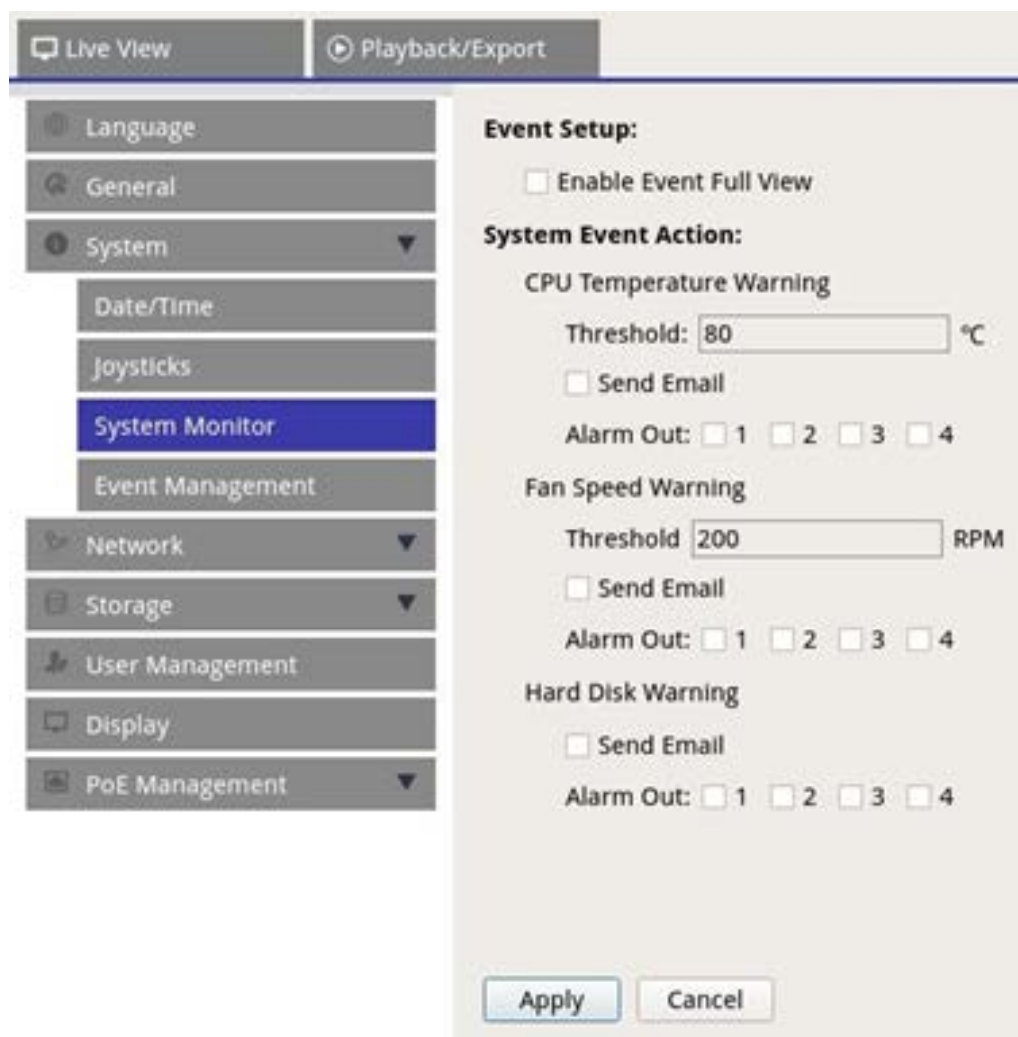 Live View
Playback/Export
Language
General
System
Date/Time
Joysticks
System Monitor
Event Management
Network
Storage
User Management
Display
PoE Management
Event Setup:
Enable Event Full View
System Event Action:
CPU Temperature Warning
Threshold: 80 °C
Send Email
Alarm Out: 1 2 3 4
Fan Speed Warning
Threshold 200 RPM
Send Email
Alarm Out: 1 2 3 4
Hard Disk Warning
Send Email
Alarm Out: 1 2 3 4
Apply Cancel